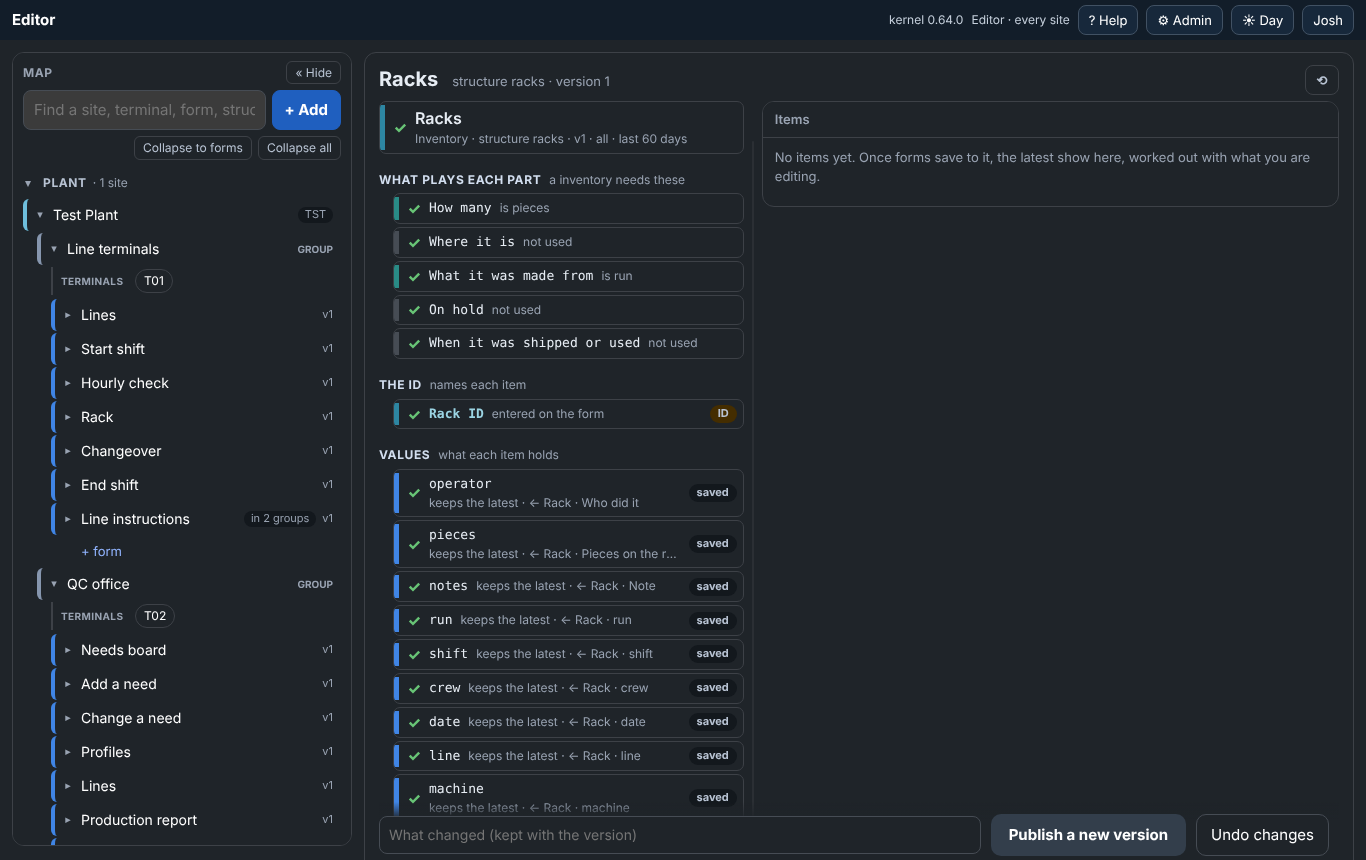 Editor
kernel 0.64.0 Editor · every site ? Help Admin Day Josh
MAP
« Hide
Find a site, terminal, form, struc
+ Add
Collapse to forms Collapse all
PLANT · 1 site
Test Plant TST
Line terminals GROUP
TERMINALS T01
Lines v1
Start shift v1
Hourly check v1
Rack v1
Changeover v1
End shift v1
Line instructions in 2 groups v1
+ form
QC office GROUP
TERMINALS T02
Needs board v1
Add a need v1
Change a need v1
Profiles v1
Lines v1
Production report v1
Racks structure racks · version 1
Racks
Inventory · structure racks · v1 · all · last 60 days
WHAT PLAYS EACH PART a inventory needs these
How many is pieces
Where it is not used
What it was made from is run
On hold not used
When it was shipped or used not used
THE ID names each item
Rack ID entered on the form ID
VALUES what each item holds
operator
keeps the latest · ← Rack · Who did it
saved
pieces
keeps the latest · ← Rack · Pieces on the r...
saved
notes keeps the latest · ← Rack · Note saved
run keeps the latest · ← Rack · run saved
shift keeps the latest · ← Rack · shift saved
crew keeps the latest · ← Rack · crew saved
date keeps the latest · ← Rack · date saved
line keeps the latest · ← Rack · line saved
machine
keeps the latest · ← Rack · machine
saved
Items
No items yet. Once forms save to it, the latest show here, worked out with what you are
editing.
What changed (kept with the version)
Publish a new version
Undo changes